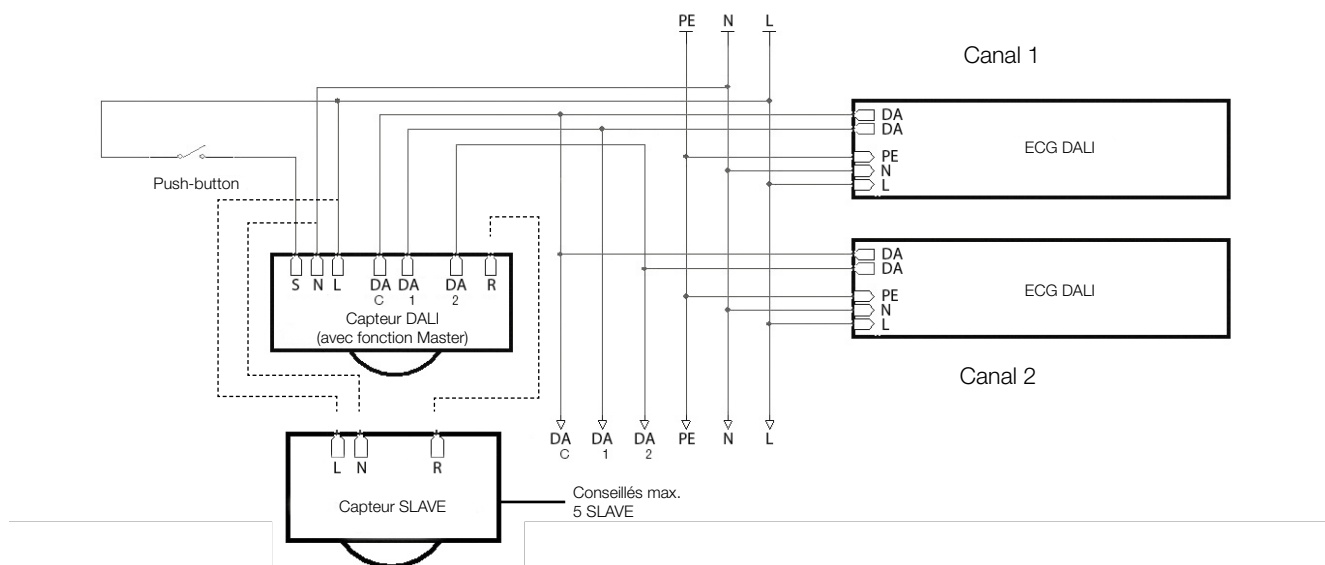 PE N L
Canal 1
DA
DA
ECG DALI
PE
N
L
Push-button
DA
DA
ECG DALI
PE
N
L
S N L DA DA DA R
C 1 2
Capteur DALI
(avec fonction Master)
Canal 2
DA DA DA PE N L
C 1 2
L N R
Capteur SLAVE
Conseillés max.
5 SLAVE